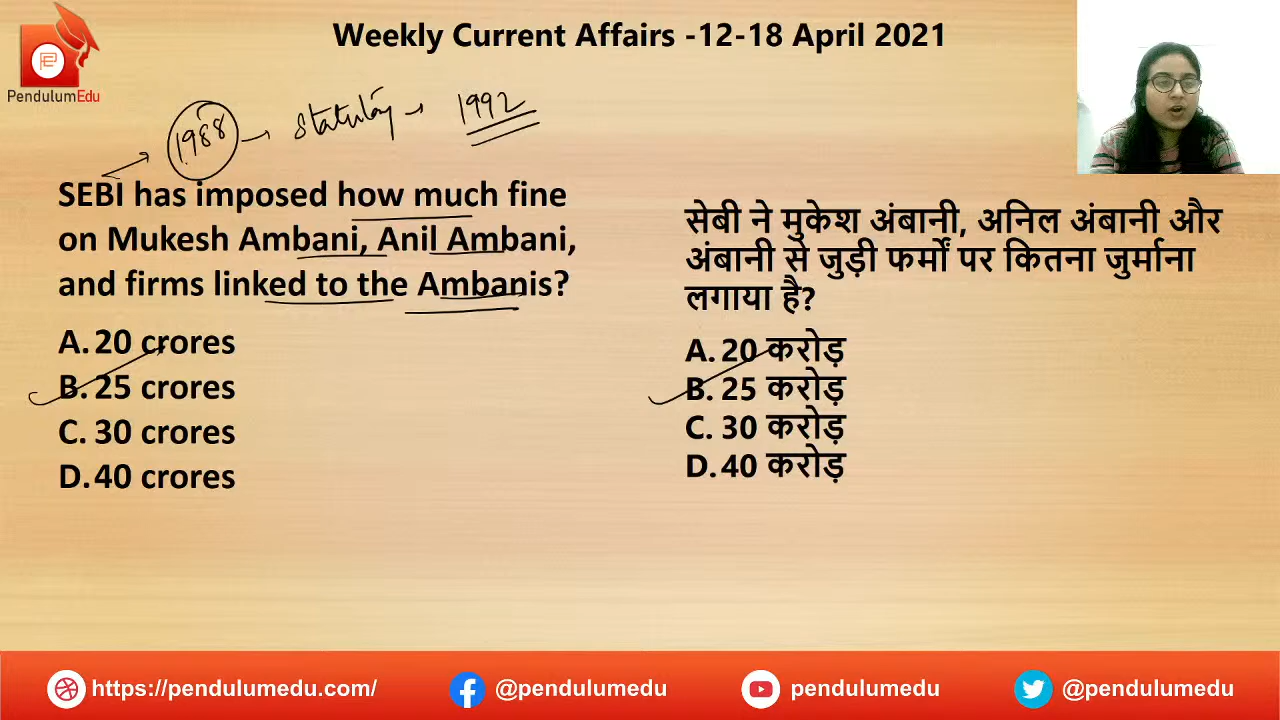 Weekly Current Affairs -12-18 April 2021
PendulumEdu
1988 → Statutory → 1992
SEBI has imposed how much fine
on Mukesh Ambani, Anil Ambani,
and firms linked to the Ambanis?
A. 20 crores
B. 25 crores
C. 30 crores
D. 40 crores
सेबी ने मुकेश अंबानी, अनिल अंबानी और
अंबानी से जुड़ी फर्मों पर कितना जुर्माना
लगाया है?
A. 20 करोड़
B. 25 करोड़
C. 30 करोड़
D. 40 करोड़
https://pendulumedu.com/ @pendulumedu pendulumedu @pendulumedu